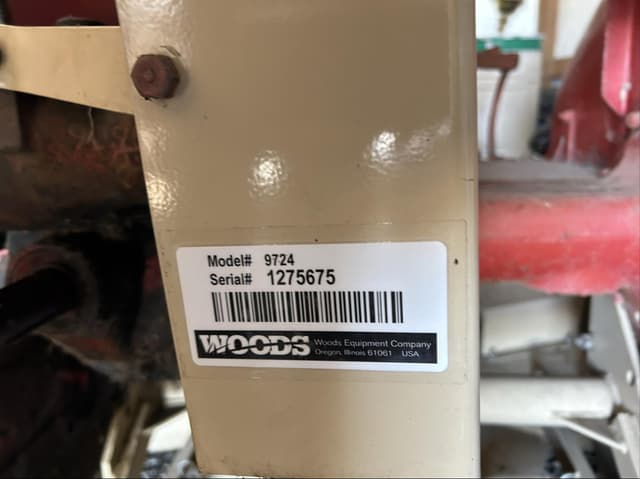 Model# 9724
Serial# 1275675
WOODS Woods Equipment Company
Oregon, Illinois 61061 USA